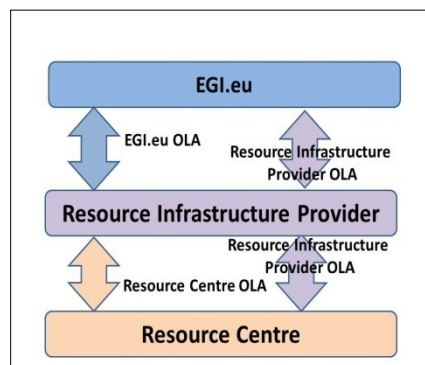 EGI.eu
EGI.eu OLA
Resource Infrastructure
Provider OLA
Resource Infrastructure Provider
Resource Infrastructure
Provider OLA
Resource Centre OLA
Resource Centre